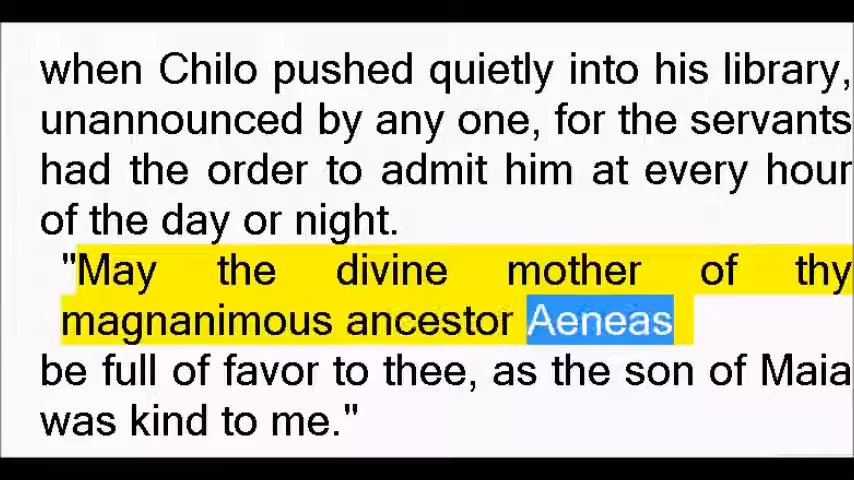 when Chilo pushed quietly into his library,
unannounced by any one, for the servants
had the order to admit him at every hour
of the day or night.
"May the divine mother of thy
magnanimous ancestor Aeneas
be full of favor to thee, as the son of Maia
was kind to me."